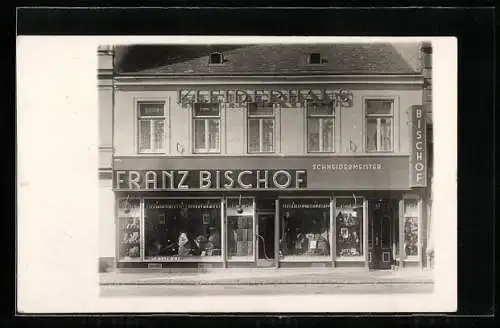 KLEIDERHAUS
FRANZ BISCHOF
SCHNEIDERMEISTER
BISCHOF